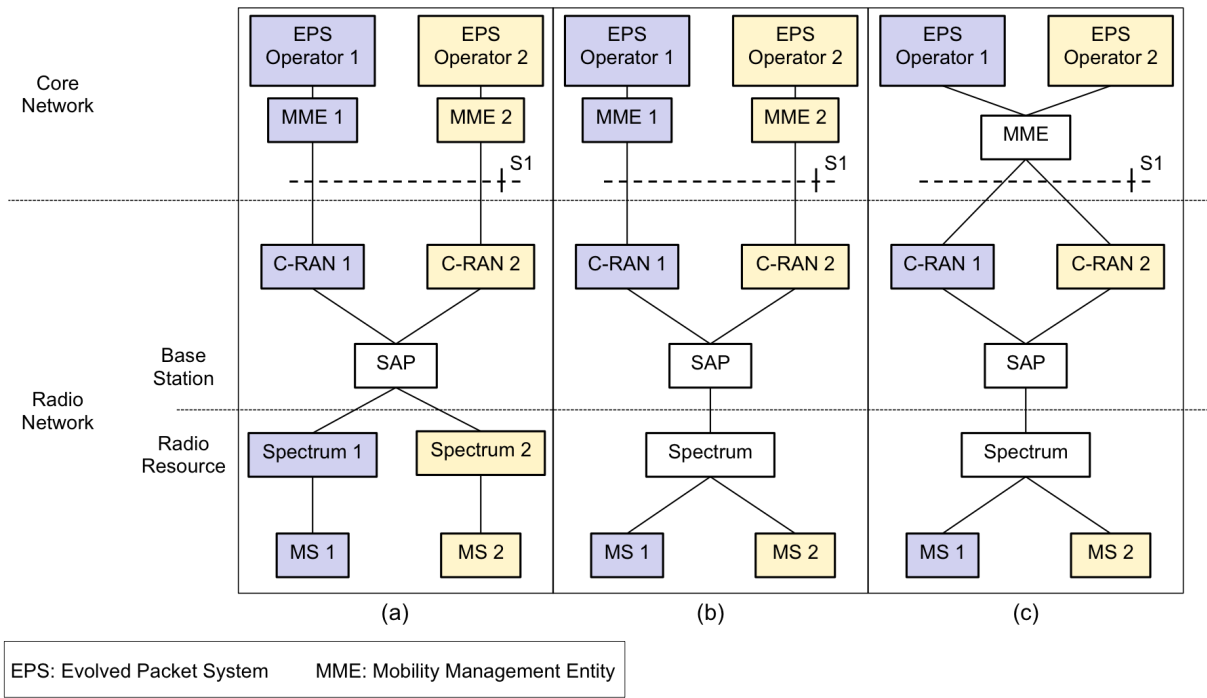 Core
Network
Radio
Network
Base
Station
Radio
Resource
EPS
Operator 1
EPS
Operator 2
MME 1
MME 2
S1
C-RAN 1
C-RAN 2
SAP
Spectrum 1
Spectrum 2
MS 1
MS 2
(a)
EPS
Operator 1
EPS
Operator 2
MME 1
MME 2
S1
C-RAN 1
C-RAN 2
SAP
Spectrum
MS 1
MS 2
(b)
EPS
Operator 1
EPS
Operator 2
MME
S1
C-RAN 1
C-RAN 2
SAP
Spectrum
MS 1
MS 2
(c)
EPS: Evolved Packet System MME: Mobility Management Entity